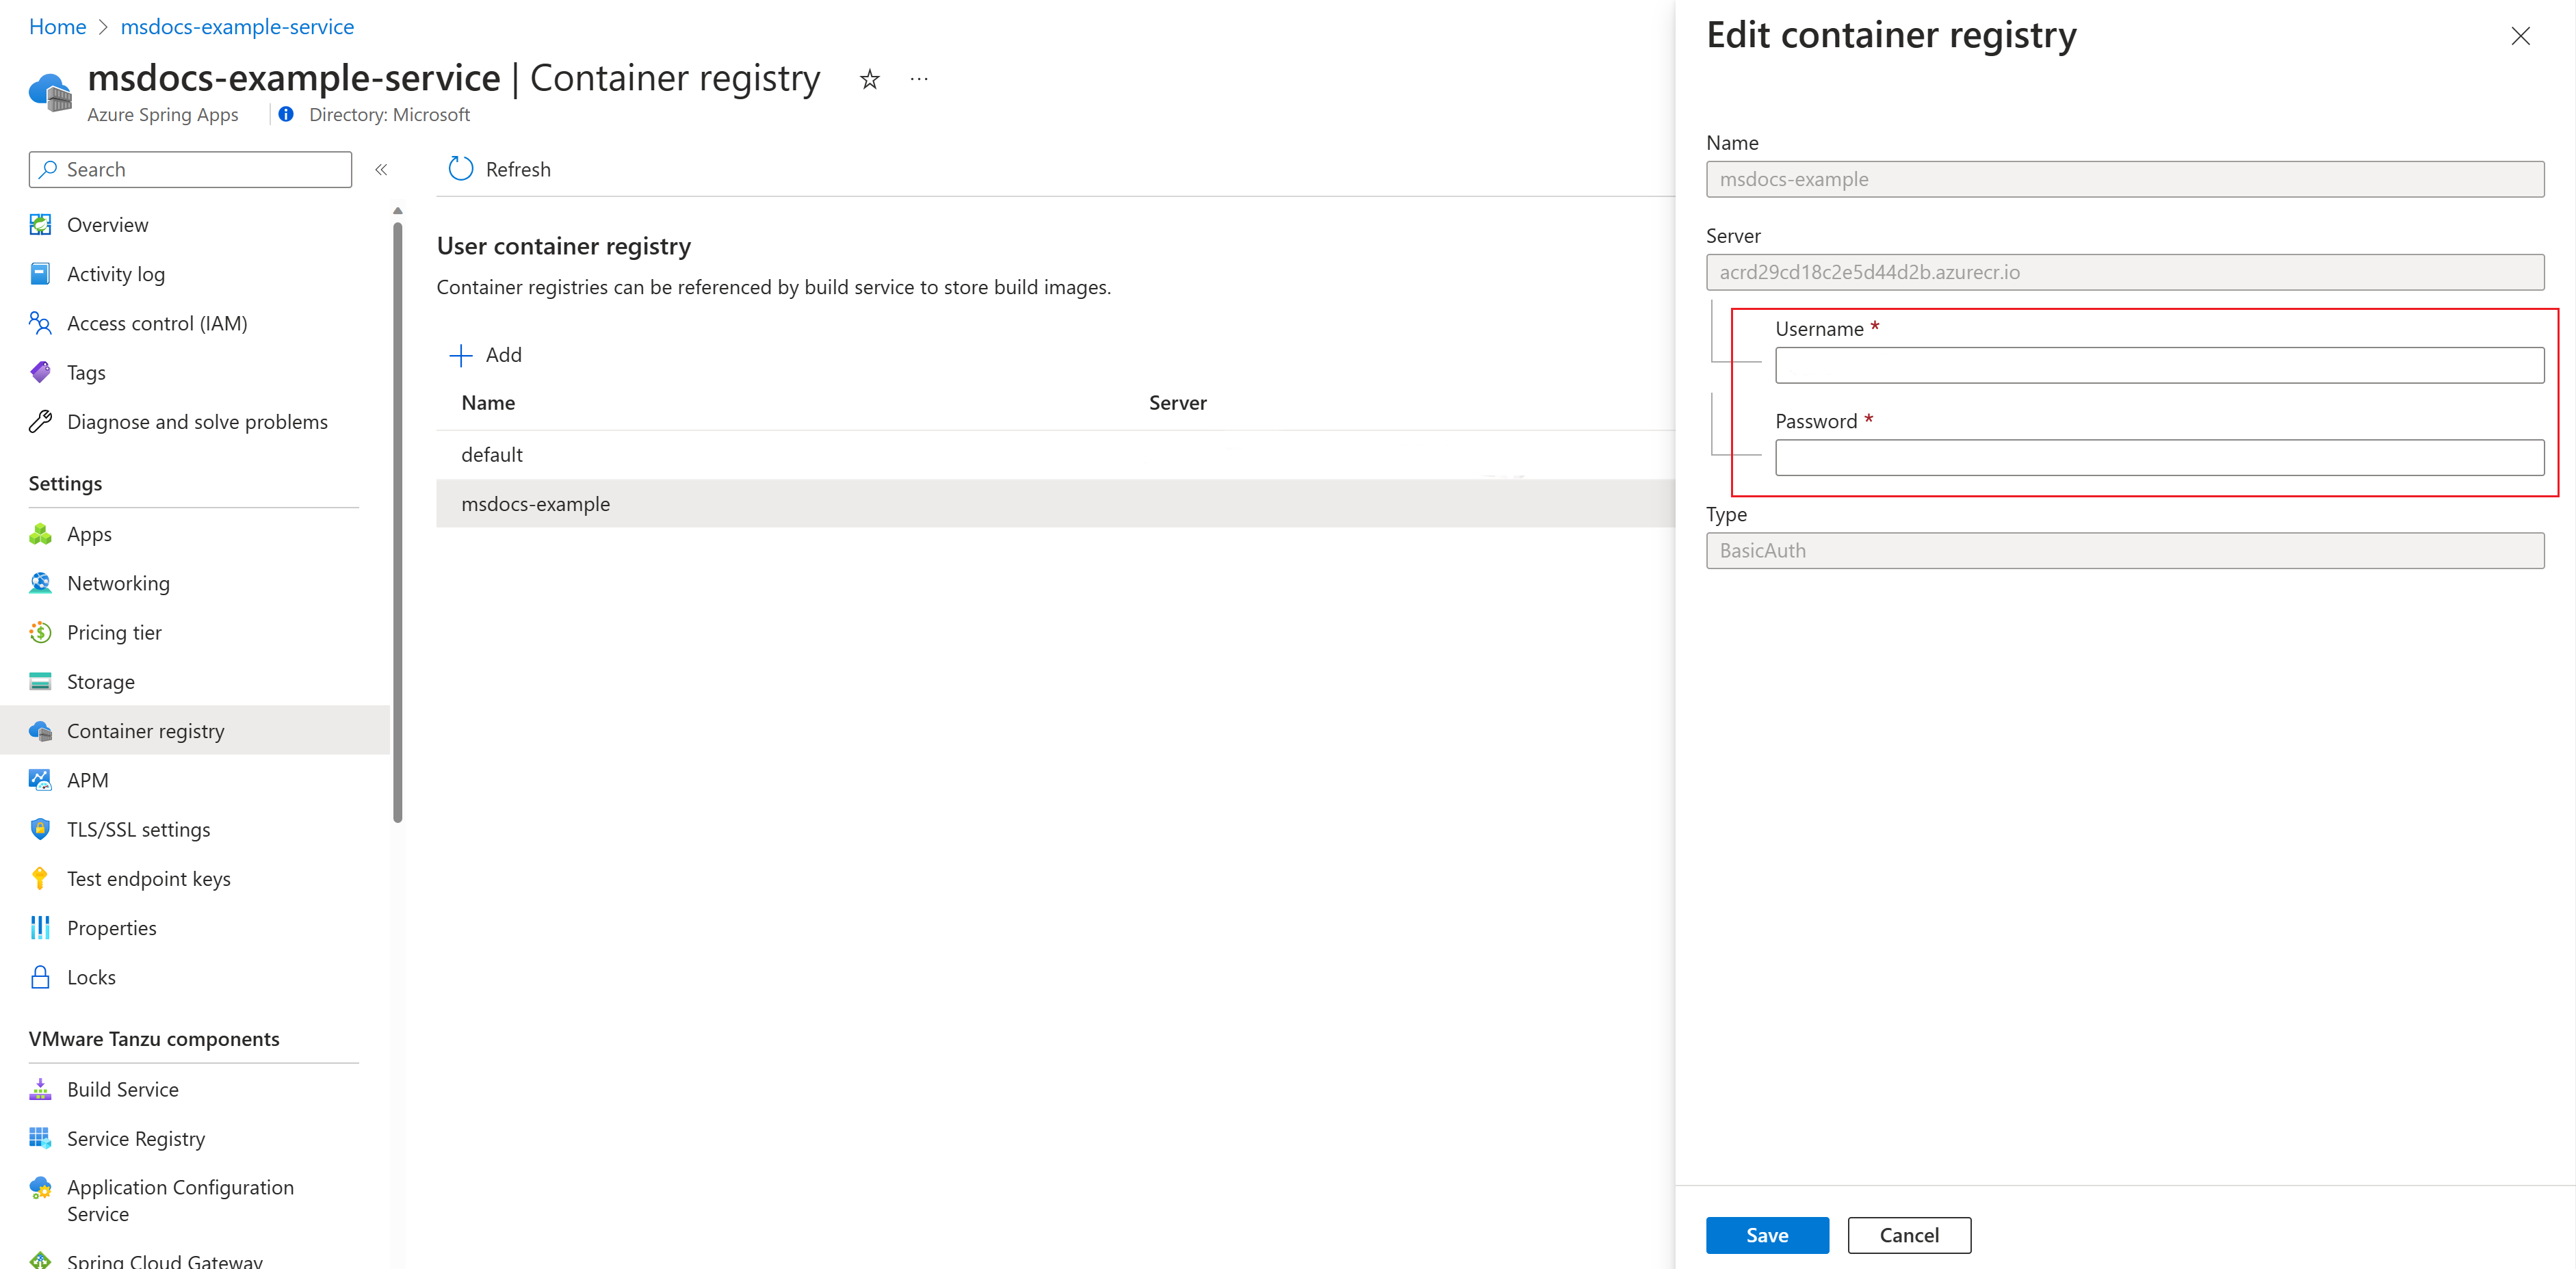 Home > msdocs-example-service
msdocs-example-service | Container registry ☆ ...
Azure Spring Apps
Directory: Microsoft
Search
«
Overview
Activity log
Access control (IAM)
Tags
Diagnose and solve problems
Settings
Apps
Networking
Pricing tier
Storage
Container registry
APM
TLS/SSL settings
Test endpoint keys
Properties
Locks
VMware Tanzu components
Build Service
Service Registry
Application Configuration
Service
Spring Cloud Gateway
Refresh
User container registry
Container registries can be referenced by build service to store build images.
Add
Name Server
default
msdocs-example
Edit container registry
Name
msdocs-example
Server
acrd29cd18c2e5d44d2b.azurecr.io
Username *
Password *
Type
BasicAuth
Save Cancel